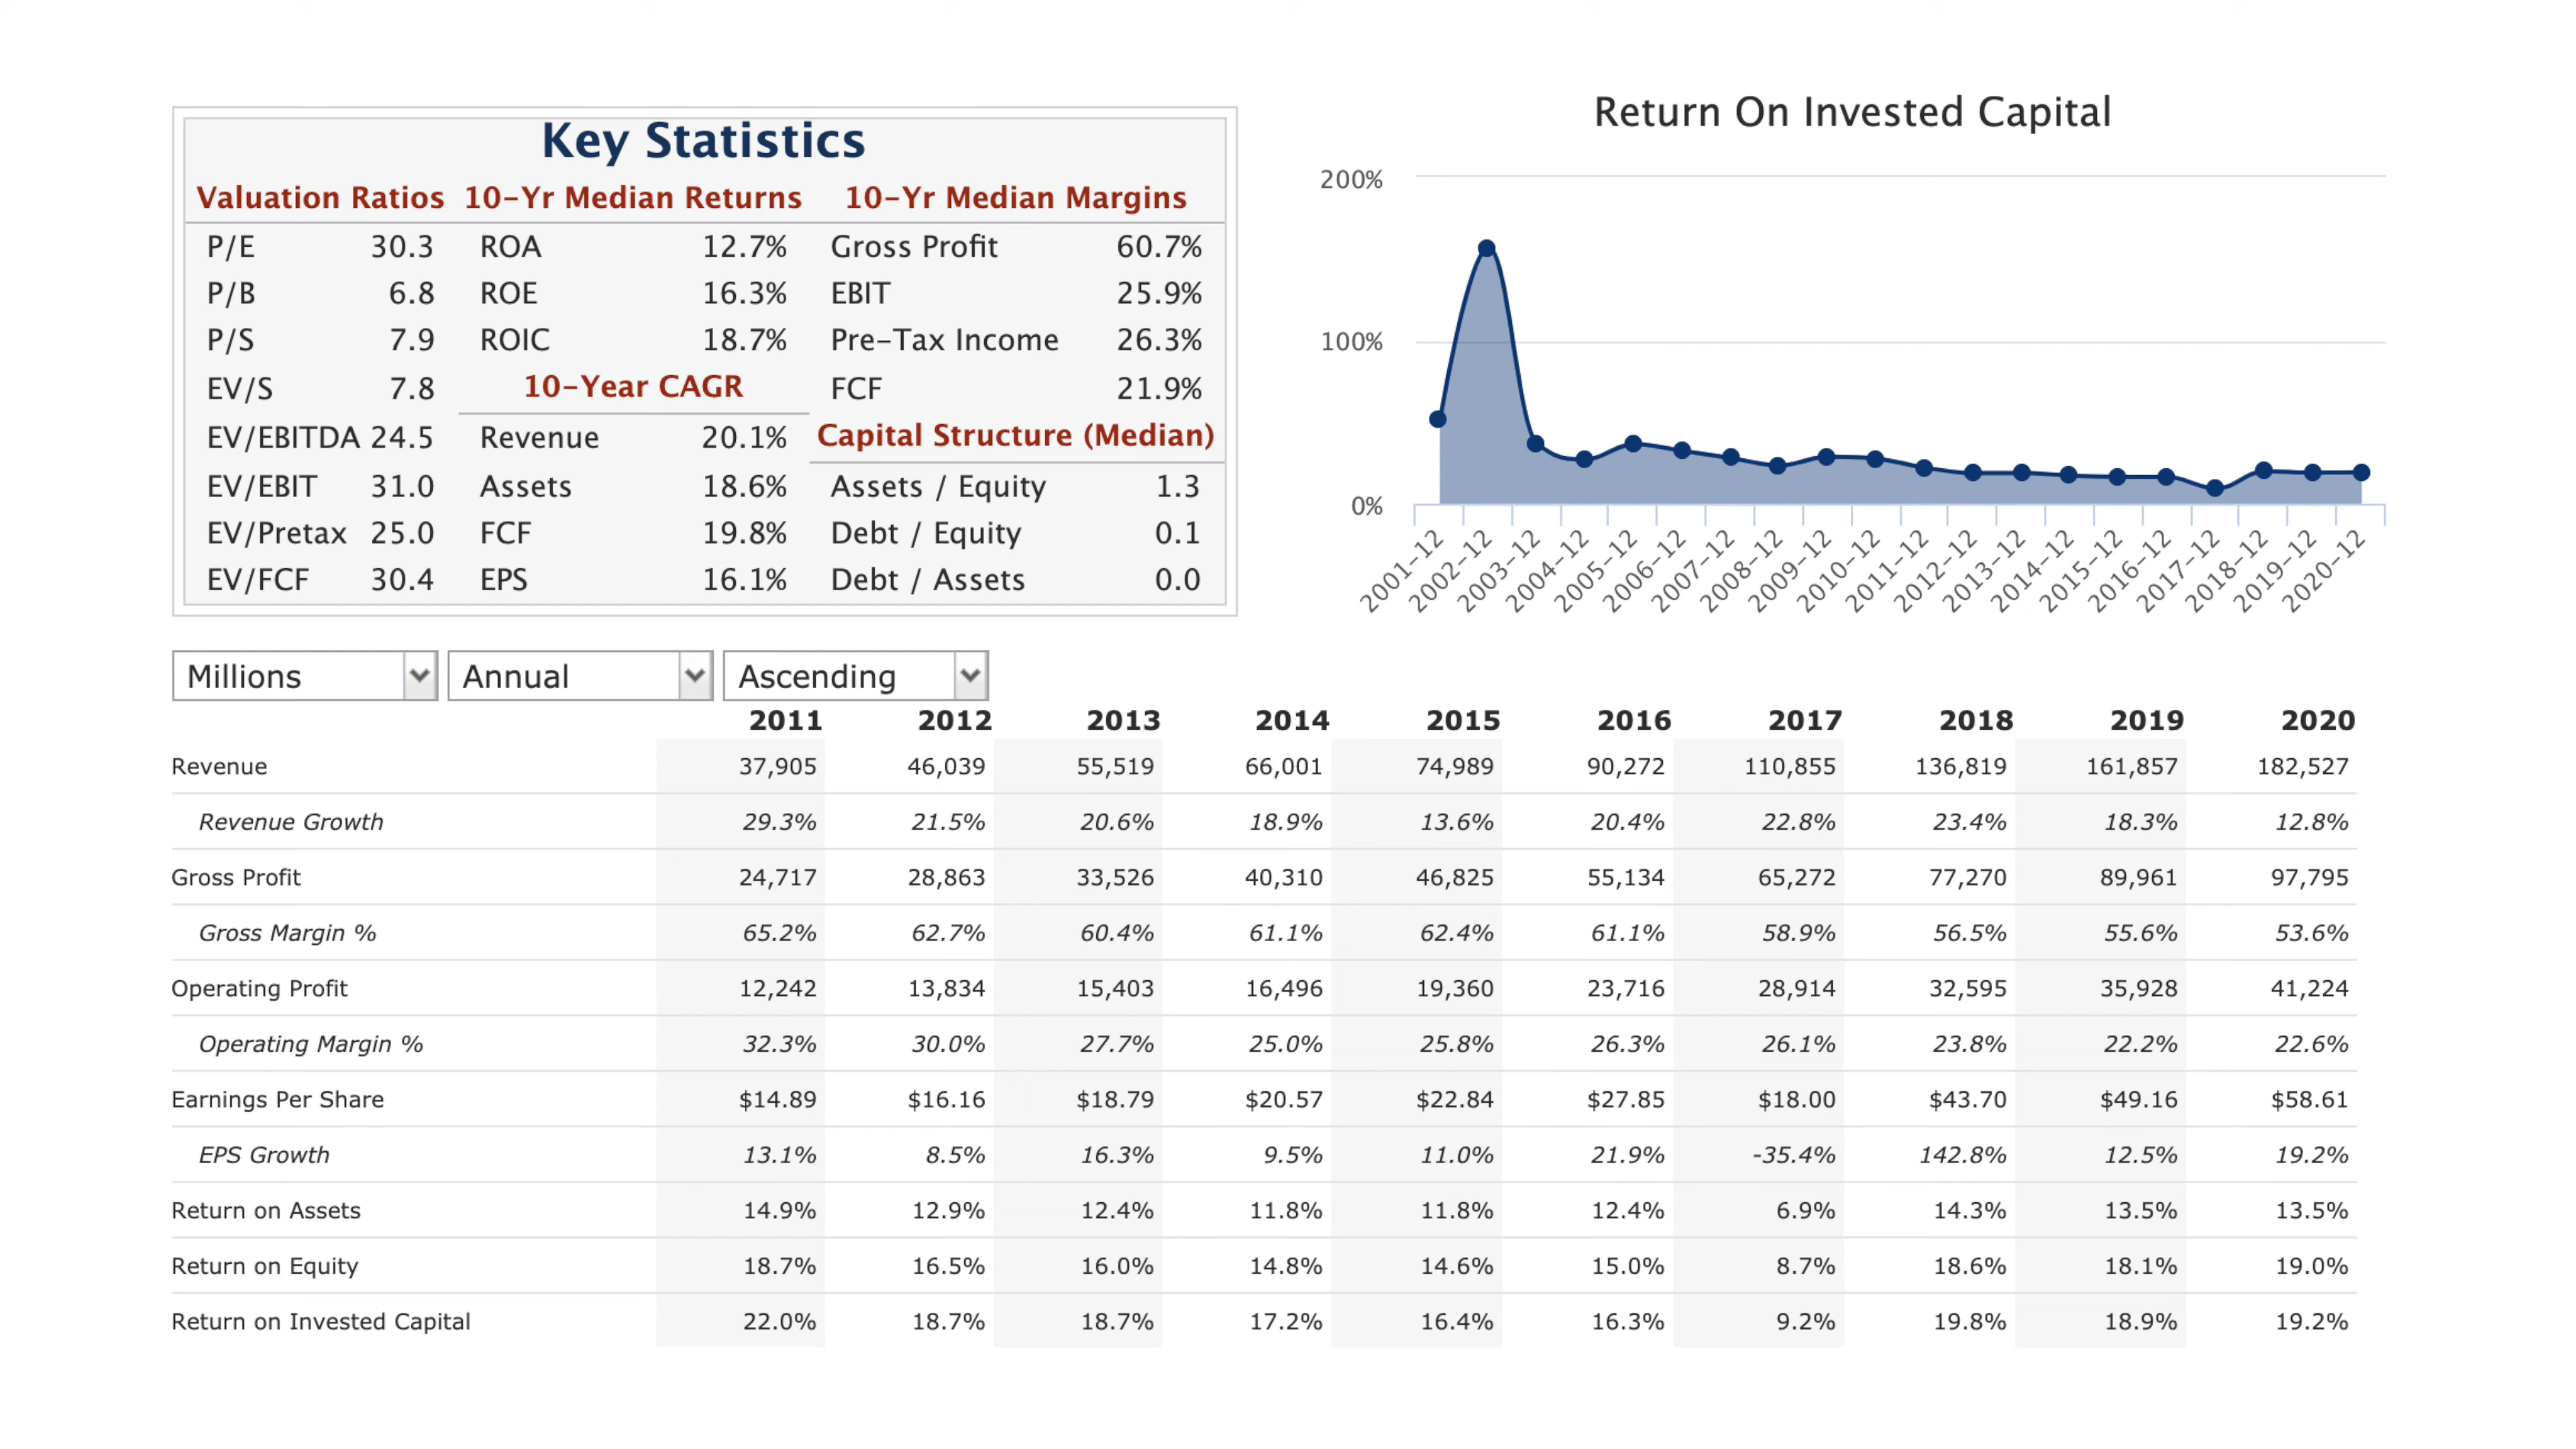 Key Statistics
Valuation Ratios 10-Yr Median Returns 10-Yr Median Margins
P/E 30.3 ROA 12.7% Gross Profit 60.7%
P/B 6.8 ROE 16.3% EBIT 25.9%
P/S 7.9 ROIC 18.7% Pre-Tax Income 26.3%
EV/S 7.8 10-Year CAGR FCF 21.9%
EV/EBITDA 24.5 Revenue 20.1% Capital Structure (Median)
EV/EBIT 31.0 Assets 18.6% Assets / Equity 1.3
EV/Pretax 25.0 FCF 19.8% Debt / Equity 0.1
EV/FCF 30.4 EPS 16.1% Debt / Assets 0.0
Return On Invested Capital
200%
100%
0%
2001-12 2002-12 2003-12 2004-12 2005-12 2006-12 2007-12 2008-12 2009-12 2010-12 2011-12 2012-12 2013-12 2014-12 2015-12 2016-12 2017-12 2018-12 2019-12 2020-12
Millions Annual Ascending
2011 2012 2013 2014 2015 2016 2017 2018 2019 2020
Revenue 37,905 46,039 55,519 66,001 74,989 90,272 110,855 136,819 161,857 182,527
Revenue Growth 29.3% 21.5% 20.6% 18.9% 13.6% 20.4% 22.8% 23.4% 18.3% 12.8%
Gross Profit 24,717 28,863 33,526 40,310 46,825 55,134 65,272 77,270 89,961 97,795
Gross Margin % 65.2% 62.7% 60.4% 61.1% 62.4% 61.1% 58.9% 56.5% 55.6% 53.6%
Operating Profit 12,242 13,834 15,403 16,496 19,360 23,716 28,914 32,595 35,928 41,224
Operating Margin % 32.3% 30.0% 27.7% 25.0% 25.8% 26.3% 26.1% 23.8% 22.2% 22.6%
Earnings Per Share $14.89 $16.16 $18.79 $20.57 $22.84 $27.85 $18.00 $43.70 $49.16 $58.61
EPS Growth 13.1% 8.5% 16.3% 9.5% 11.0% 21.9% -35.4% 142.8% 12.5% 19.2%
Return on Assets 14.9% 12.9% 12.4% 11.8% 11.8% 12.4% 6.9% 14.3% 13.5% 13.5%
Return on Equity 18.7% 16.5% 16.0% 14.8% 14.6% 15.0% 8.7% 18.6% 18.1% 19.0%
Return on Invested Capital 22.0% 18.7% 18.7% 17.2% 16.4% 16.3% 9.2% 19.8% 18.9% 19.2%